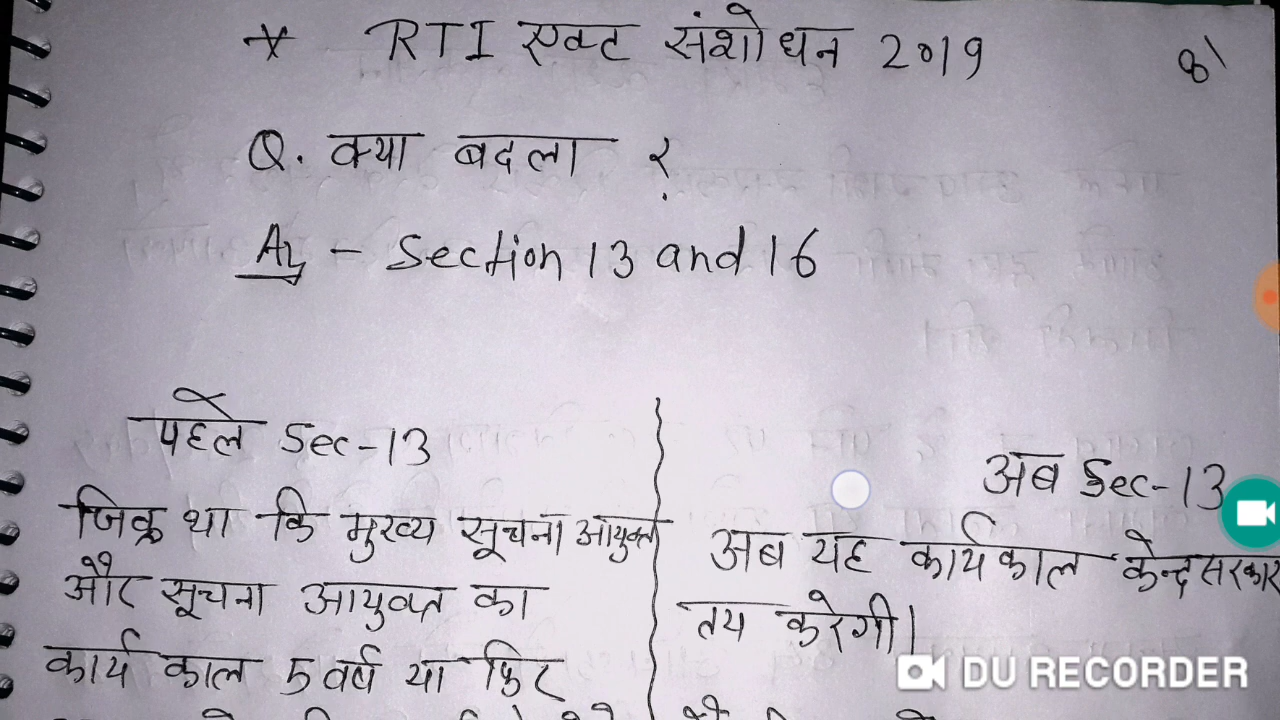 * RTI एक्ट संशोधन 2019
Q. क्या बदला ?
Ans - Section 13 and 16
पहले Sec-13
जिक्र था कि मुख्य सूचना आयुक्त
और सूचना आयुक्त का
कार्य काल 5 वर्ष या फिर
अब Sec-13
अब यह कार्यकाल केन्द्र सरकार
तय करेगी।
DU RECORDER